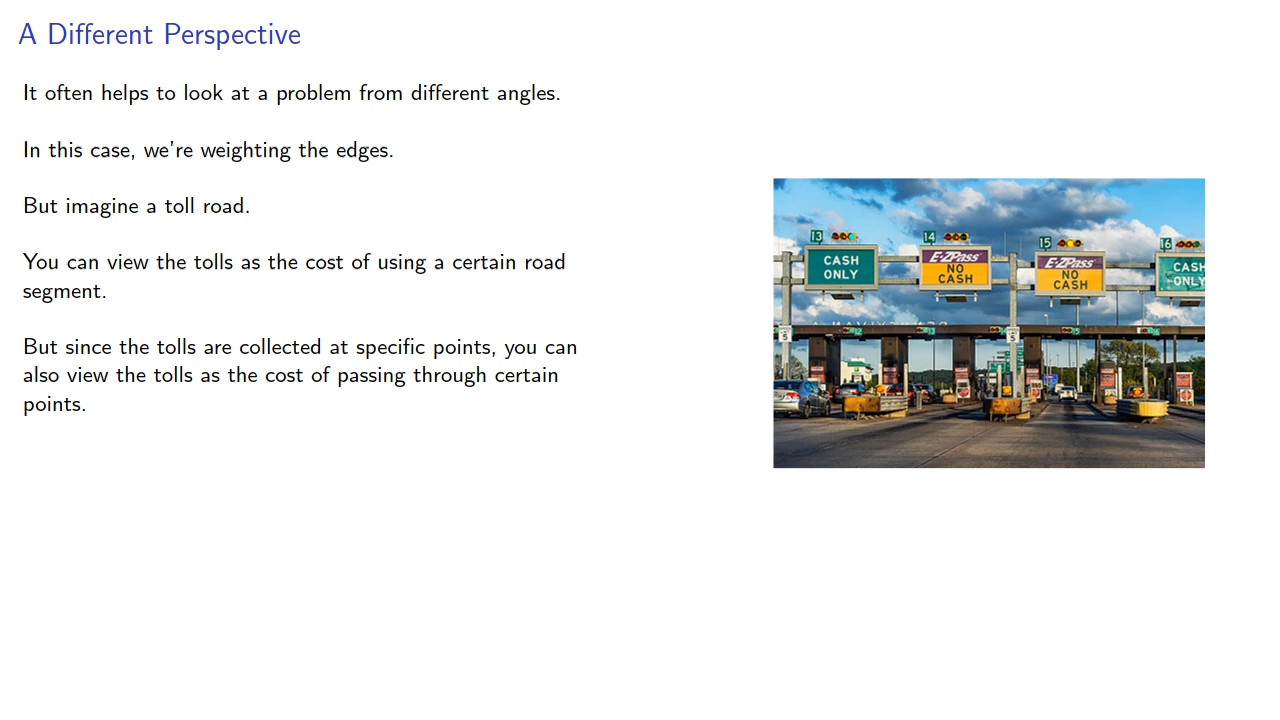 A Different Perspective
It often helps to look at a problem from different angles.
In this case, we're weighting the edges.
But imagine a toll road.
You can view the tolls as the cost of using a certain road
segment.
But since the tolls are collected at specific points, you can
also view the tolls as the cost of passing through certain
points.
13
14
15
16
CASH
ONLY
E-ZPass
NO
CASH
E-ZPass
NO
CASH
CASH
ONLY
5
5